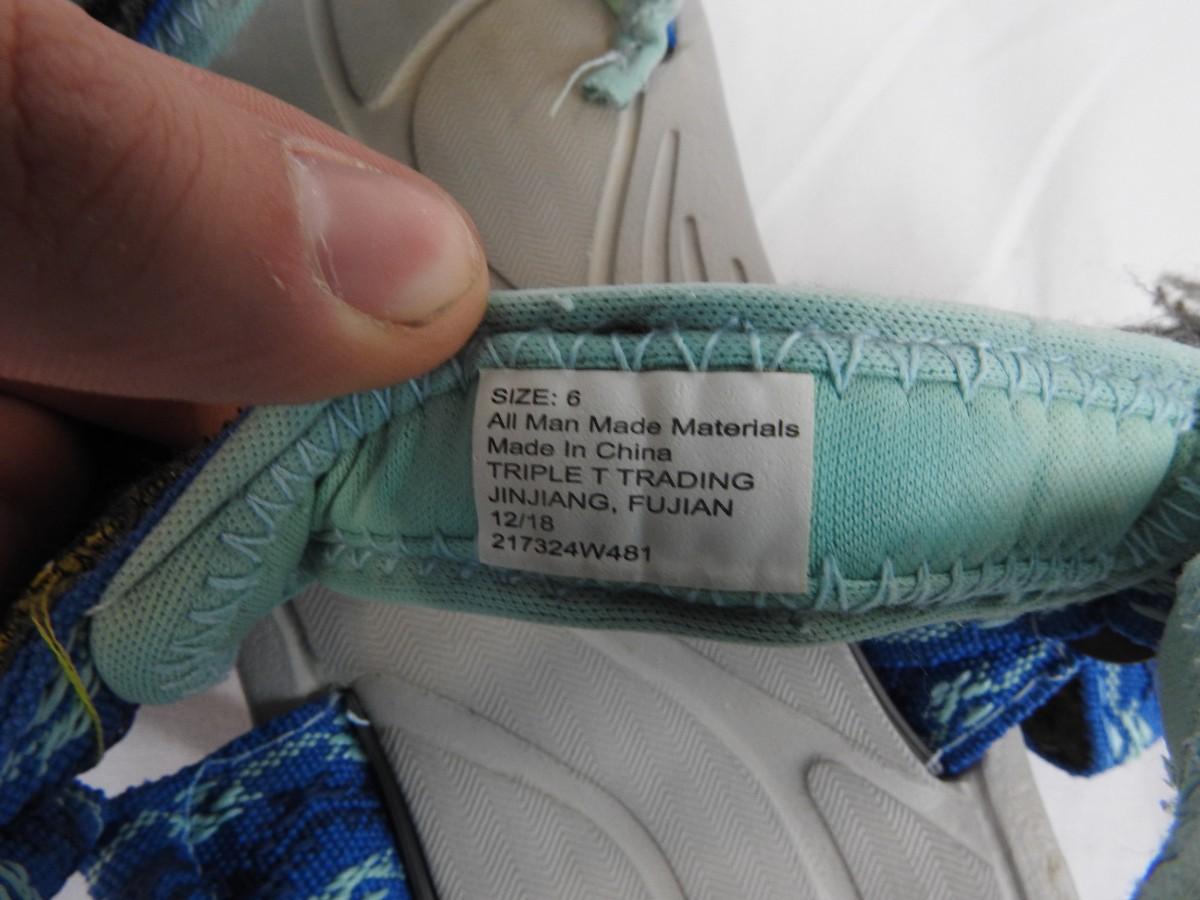 SIZE: 6
All Man Made Materials
Made In China
TRIPLE T TRADING
JINJIANG, FUJIAN
12/18
217324W481